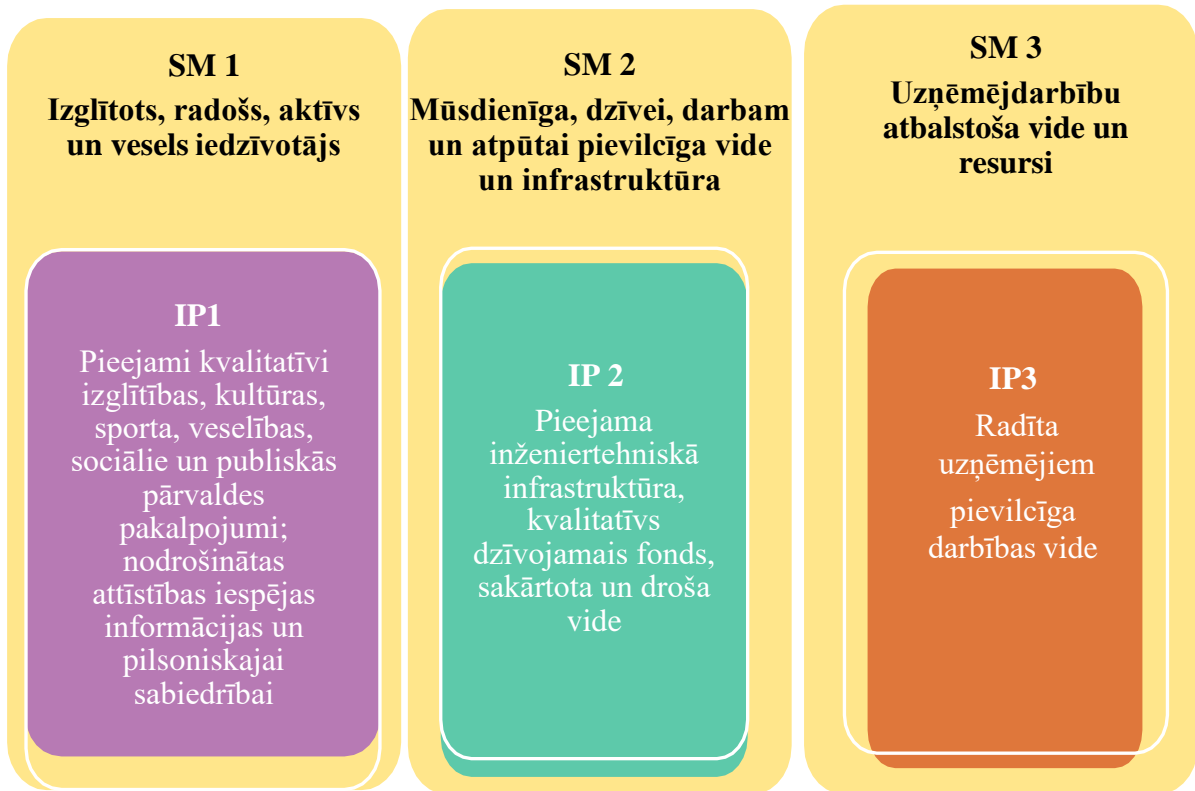 SM 1
Izglītots, radošs, aktīvs
un vesels iedzīvotājs
IP1
Pieejami kvalitatīvi
izglītības, kultūras,
sporta, veselības,
sociālie un publiskās
pārvaldes
pakalpojumi;
nodrošinātas
attīstības iespējas
informācijas un
pilsoniskajai
sabiedrībai
SM 2
Mūsdienīga, dzīvei, darbam
un atpūtai pievilcīga vide
un infrastruktūra
IP 2
Pieejama
inženiertehniskā
infrastruktūra,
kvalitatīvs
dzīvojamais fonds,
sakārtota un droša
vide
SM 3
Uzņēmējdarbību
atbalstoša vide un
resursi
IP3
Radīta
uzņēmējiem
pievilcīga
darbības vide